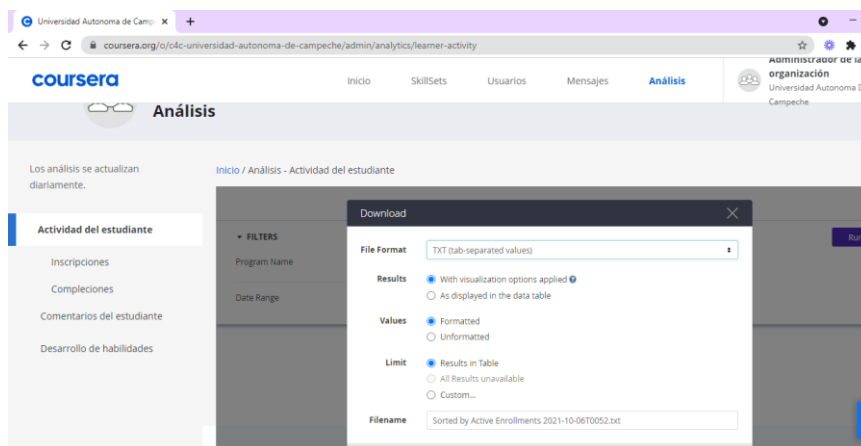 Universidad Autonoma de Camp
coursera.org/o/c4c-universidad-autonoma-de-campeche/admin/analytics/learner-activity
coursera
Inicio
SkillSets
Usuarios
Mensajes
Análisis
Administrador de la
organización
Universidad Autonoma D
Campeche
Análisis
Los análisis se actualizan
diariamente.
Actividad del estudiante
Inscripciones
Compleciones
Comentarios del estudiante
Desarrollo de habilidades
Inicio / Análisis - Actividad del estudiante
FILTERS
Program Name
Date Range
Run
Download
File Format
TXT (tab-separated values)
Results
With visualization options applied
As displayed in the data table
Values
Formatted
Unformatted
Limit
Results in Table
All Results unavailable
Custom...
Filename
Sorted by Active Enrollments 2021-10-06T0052.txt